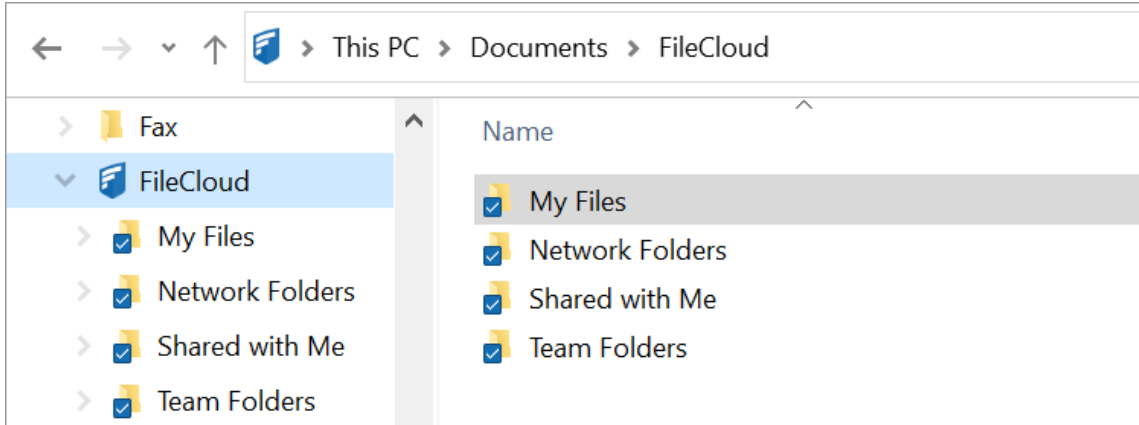 This PC > Documents > FileCloud
Fax
FileCloud
My Files
Network Folders
Shared with Me
Team Folders
Name
My Files
Network Folders
Shared with Me
Team Folders